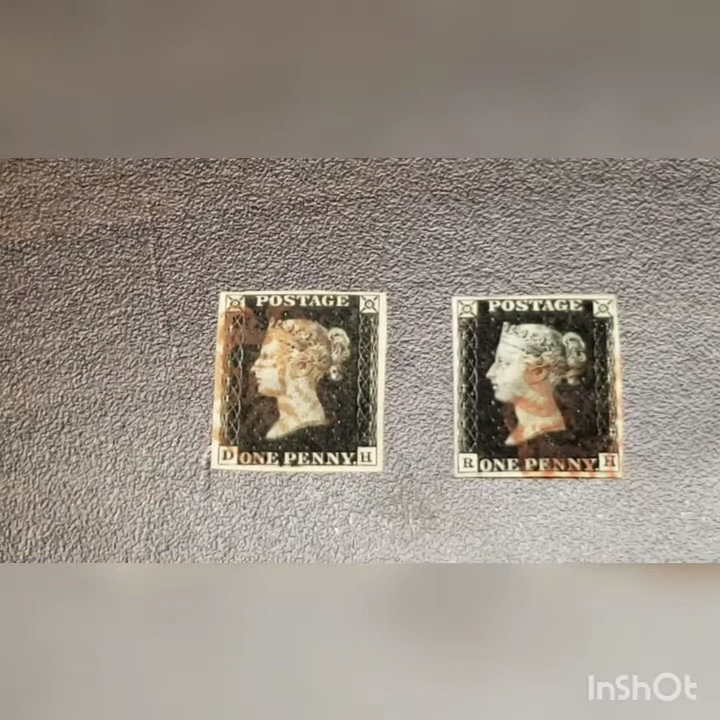 POSTAGE
D ONE PENNY. H
POSTAGE
R ONE PENNY H
InShOt